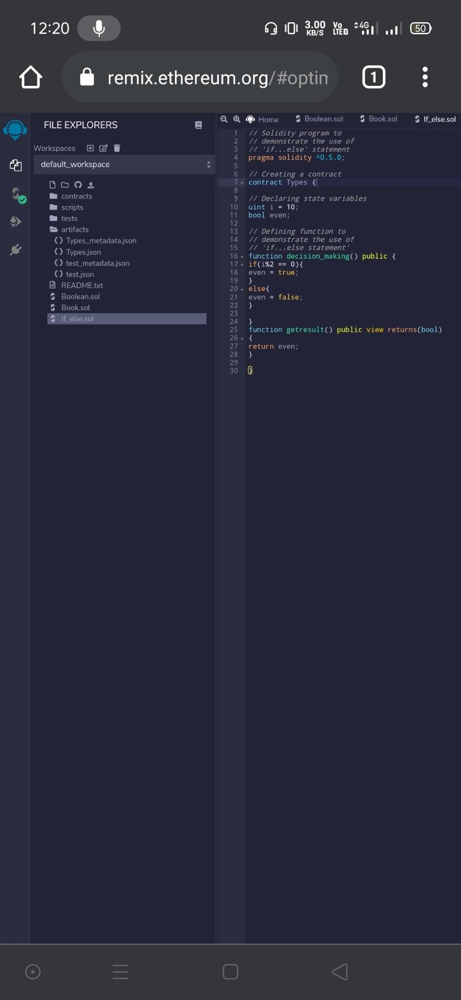 12:20
3.00 KB/S
Vo LTE
4G
50
remix.ethereum.org/#optim
1
FILE EXPLORERS
Workspaces
default_workspace
contracts
scripts
tests
artifacts
Types_metadata.json
Types.json
test_metadata.json
test.json
README.txt
Boolean.sol
Book.sol
If_else.sol
Home
Boolean.sol
Book.sol
If_else.sol
1 // Solidity program to
2 // demonstrate the use of
3 // 'if...else' statement
4 pragma solidity ^0.5.0;
5
6 // Creating a contract
7 contract Types {
8
9 // Declaring state variables
10 uint i = 10;
11 bool even;
12
13 // Defining function to
14 // demonstrate the use of
15 // 'if...else statement'
16 function decision_making() public {
17 if(i%2 == 0){
18 even = true;
19 }
20 else{
21 even = false;
22 }
23
24 }
25 function getresult() public view returns(bool)
26 {
27 return even;
28 }
29
30 }